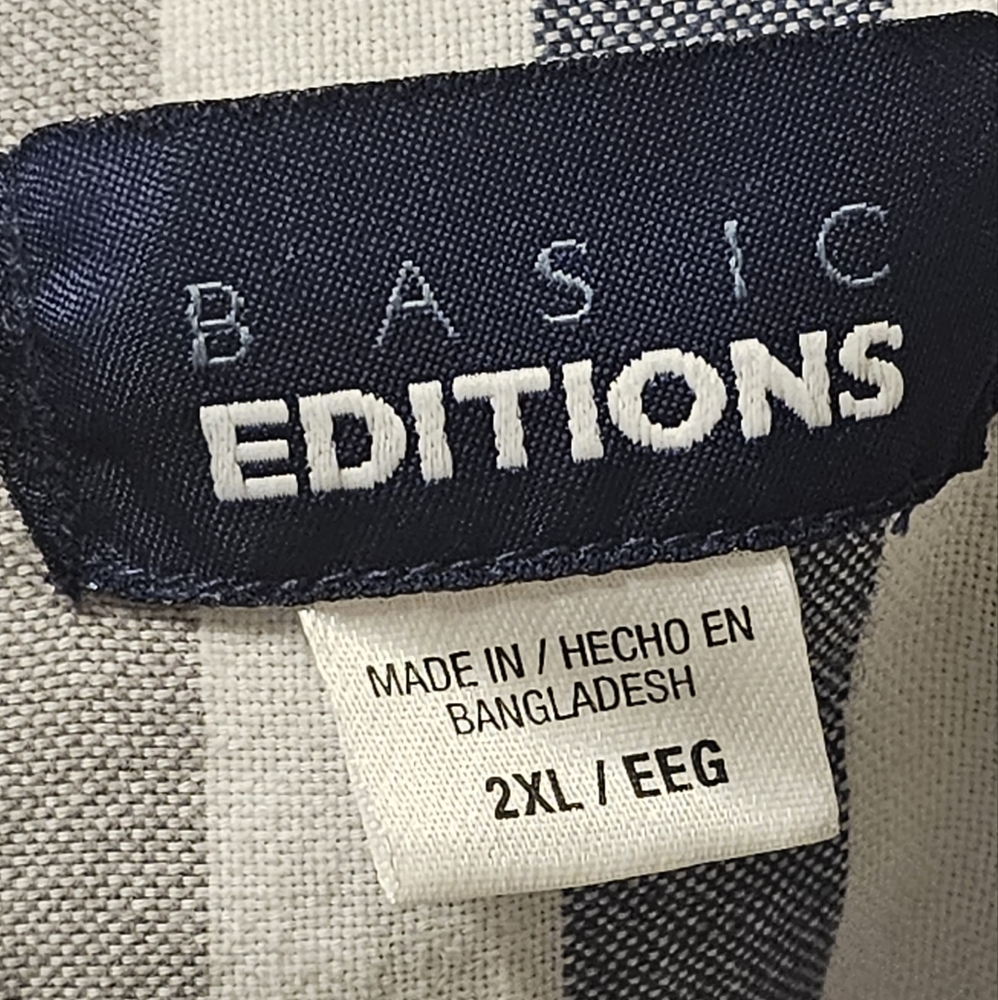 BASIC
EDITIONS
MADE IN / HECHO EN
BANGLADESH
2XL / EEG